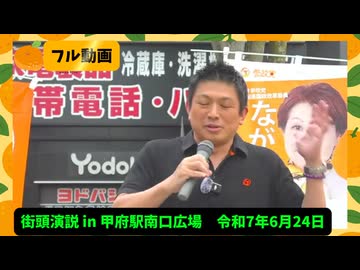 フル動画
冷蔵庫・洗濯
帯電話・パ
Yodob
ヨドバシ
なが
街頭演説 in 甲府駅南口広場 令和7年6月24日